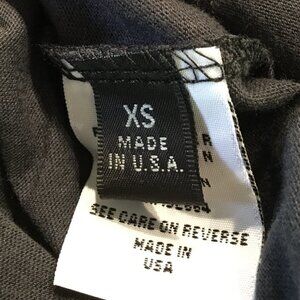 XS
MADE
IN U.S.A.
SEE CARE ON REVERSE
MADE IN
USA